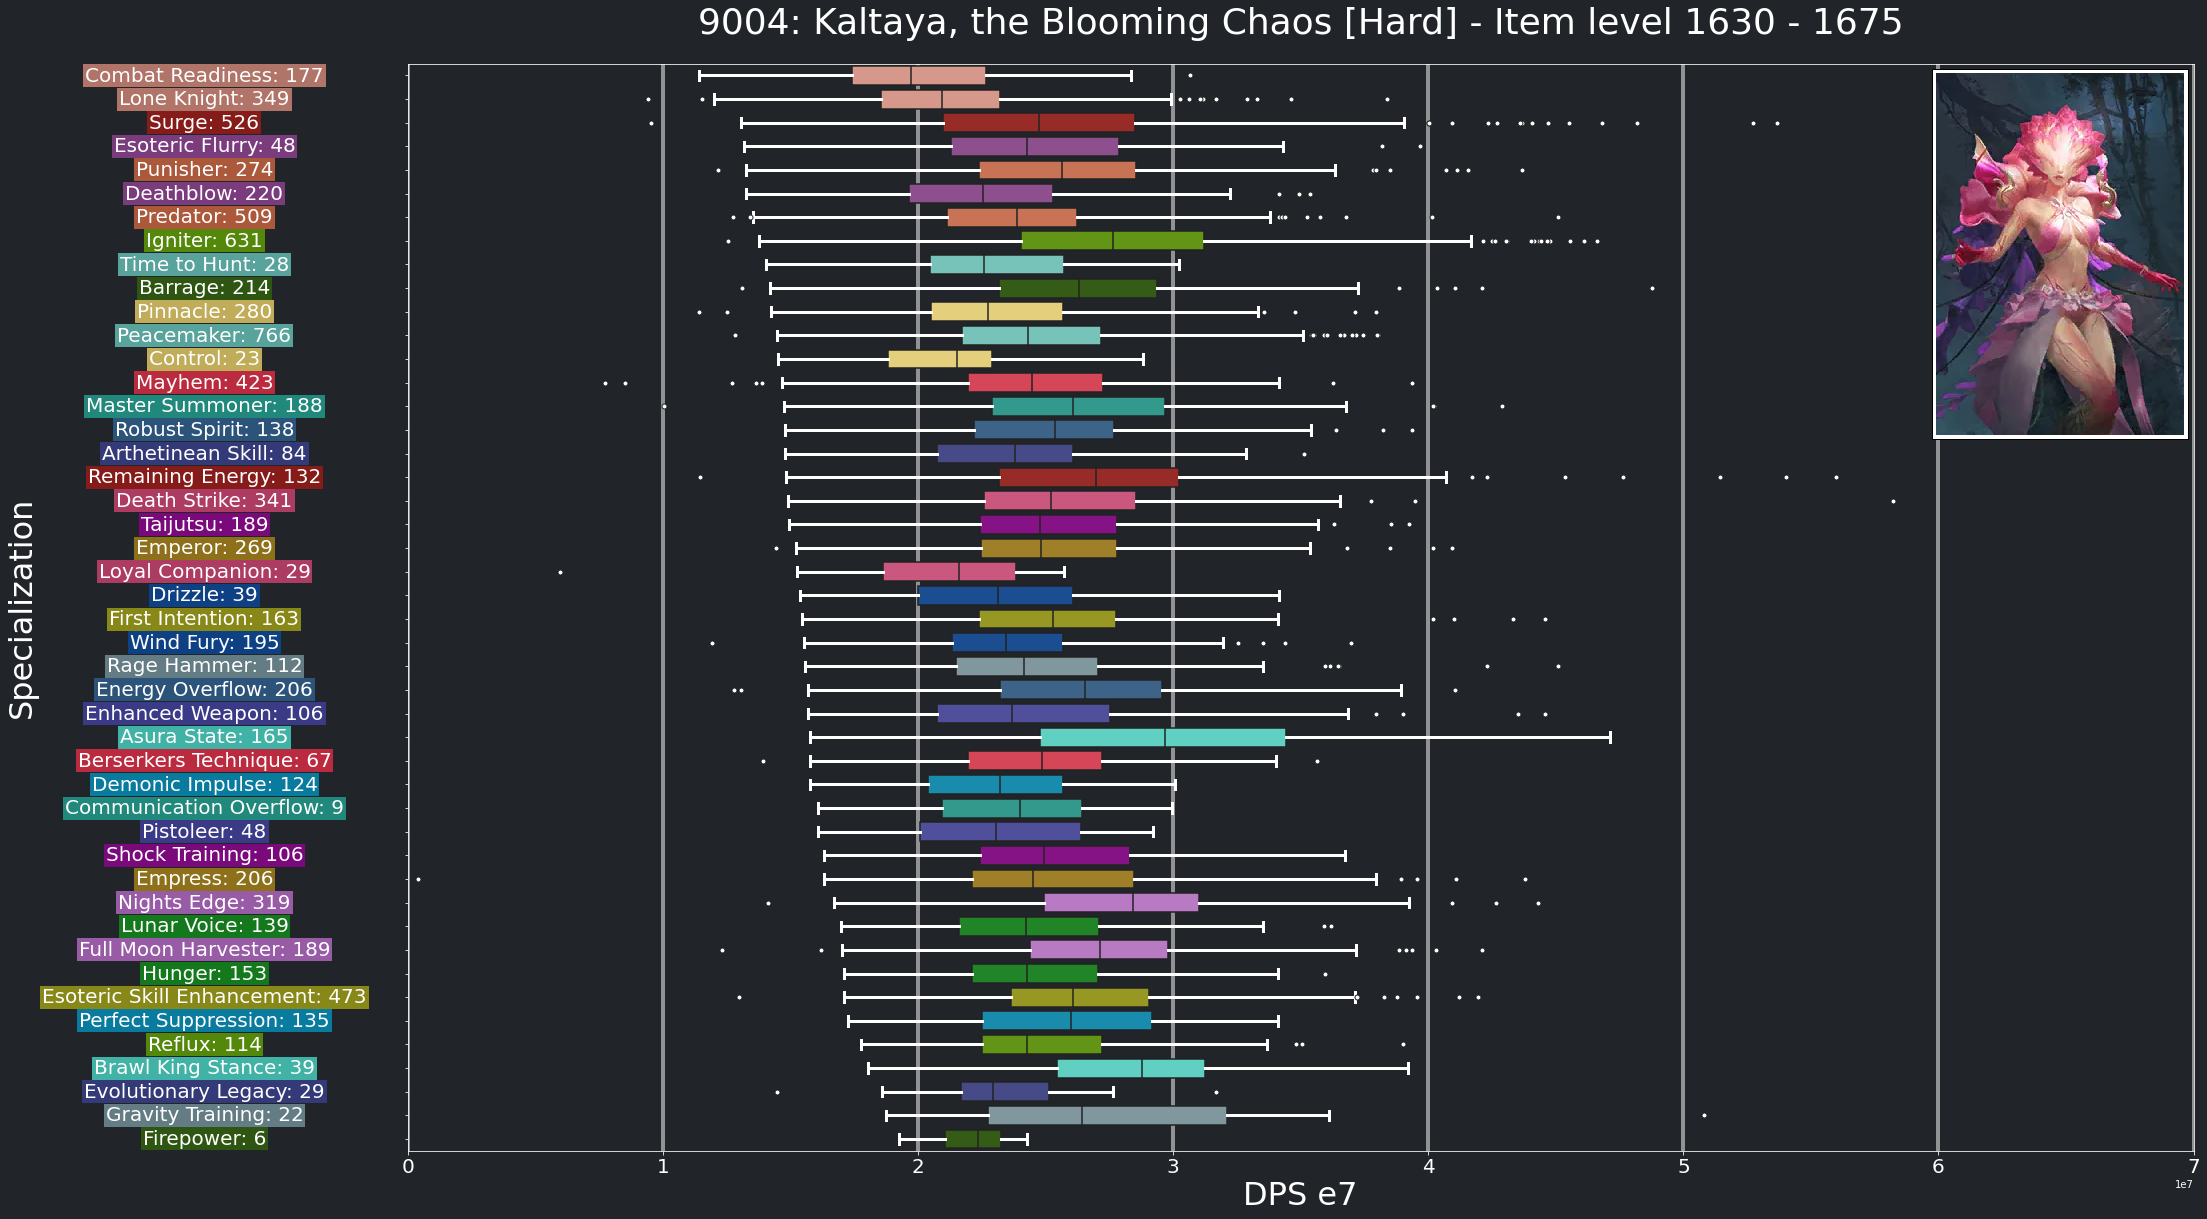 9004: Kaltaya, the Blooming Chaos [Hard] - Item level 1630 - 1675
Combat Readiness: 177
Lone Knight: 349
Surge: 526
Esoteric Flurry: 48
Punisher: 274
Deathblow: 220
Predator: 509
Igniter: 631
Time to Hunt: 28
Barrage: 214
Pinnacle: 280
Peacemaker: 766
Control: 23
Mayhem: 423
Master Summoner: 188
Robust Spirit: 138
Arthetinean Skill: 84
Remaining Energy: 132
Death Strike: 341
Taijutsu: 189
Emperor: 269
Loyal Companion: 29
Drizzle: 39
First Intention: 163
Wind Fury: 195
Rage Hammer: 112
Energy Overflow: 206
Enhanced Weapon: 106
Asura State: 165
Berserkers Technique: 67
Demonic Impulse: 124
Communication Overflow: 9
Pistoleer: 48
Shock Training: 106
Empress: 206
Nights Edge: 319
Lunar Voice: 139
Full Moon Harvester: 189
Hunger: 153
Esoteric Skill Enhancement: 473
Perfect Suppression: 135
Reflux: 114
Brawl King Stance: 39
Evolutionary Legacy: 29
Gravity Training: 22
Firepower: 6
Specialization
0 1 2 3 4 5 6 7
1e7
DPS e7